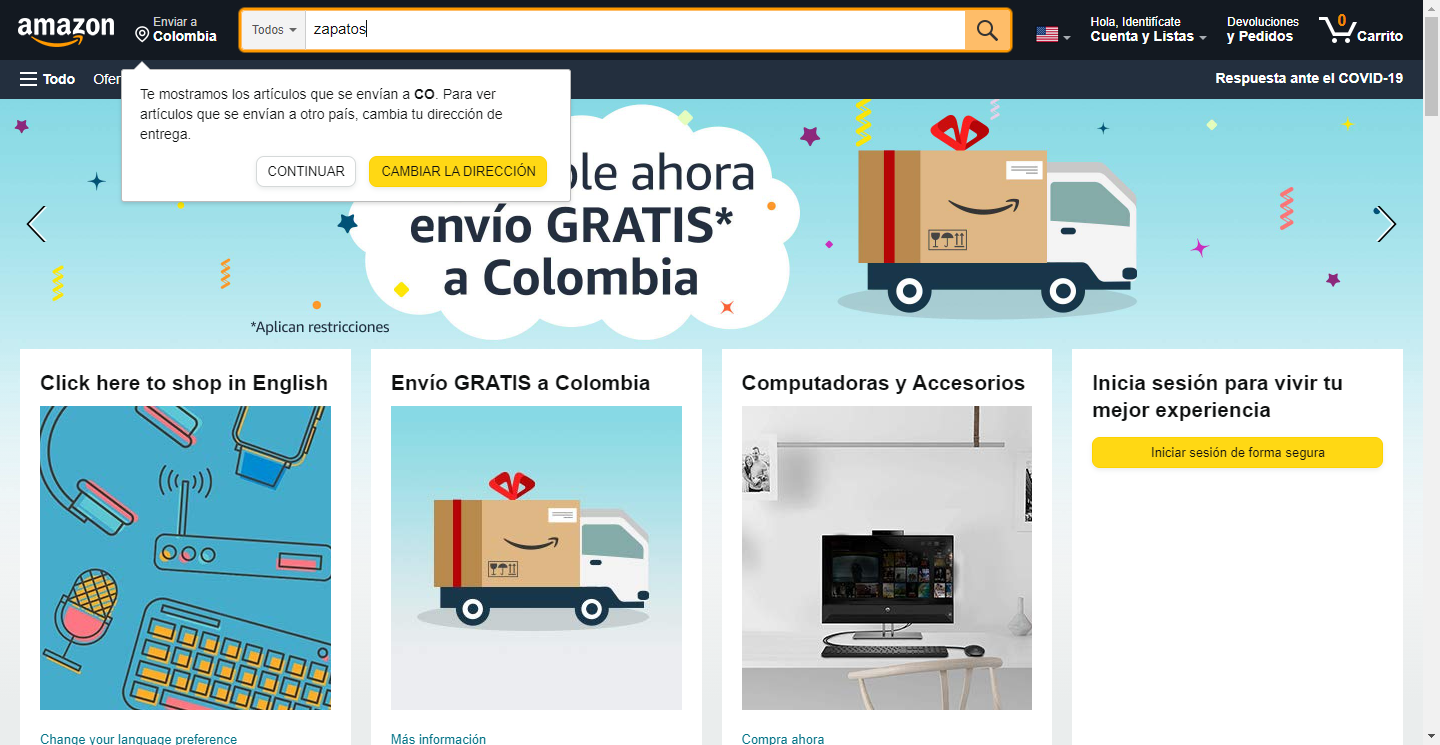 amazon
Enviar a
Colombia
Todos
zapatos
Hola, Identifícate
Cuenta y Listas
Devoluciones
y Pedidos
0
Carrito
Todo
Respuesta ante el COVID-19
Te mostramos los artículos que se envían a CO. Para ver
artículos que se envían a otro país, cambia tu dirección de
entrega.
CONTINUAR
CAMBIAR LA DIRECCIÓN
ahora
envío GRATIS*
a Colombia
*Aplican restricciones
Click here to shop in English
Envío GRATIS a Colombia
Computadoras y Accesorios
Inicia sesión para vivir tu
mejor experiencia
Iniciar sesión de forma segura
Change your language preference
Más información
Compra ahora